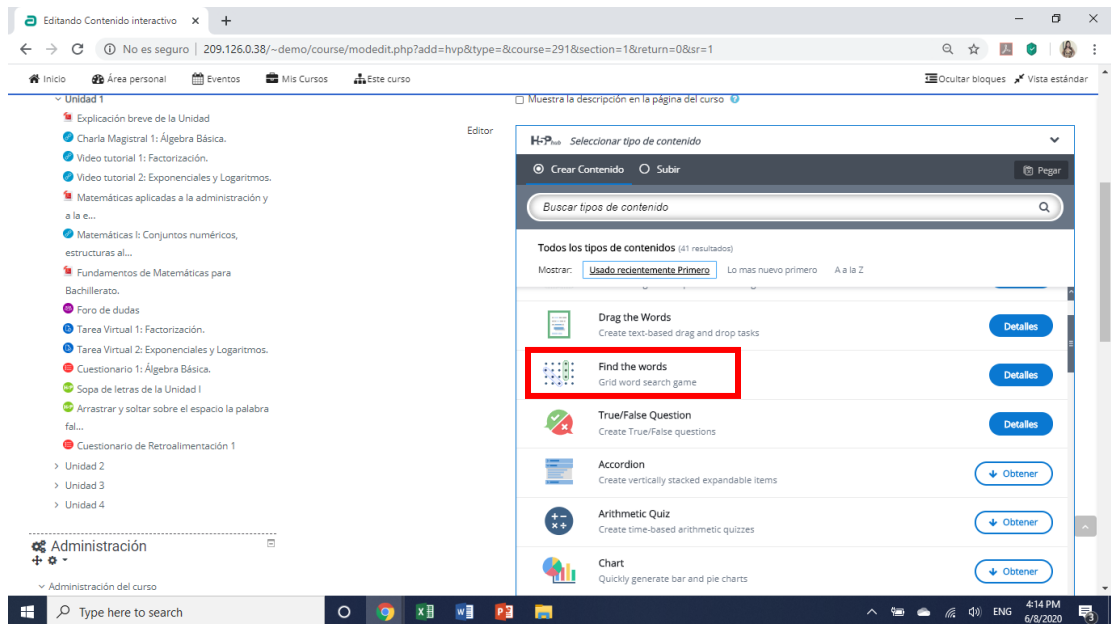 Editando Contenido interactivo
No es seguro | 209.126.0.38/~demo/course/modedit.php?add=hvp&type=&course=291&section=1&return=0&sr=1
Inicio Área personal Eventos Mis Cursos Este curso Ocultar bloques Vista estándar
Unidad 1
Explicación breve de la Unidad
Charla Magistral 1: Álgebra Básica.
Video tutorial 1: Factorización.
Video tutorial 2: Exponenciales y Logaritmos.
Matemáticas aplicadas a la administración y
a la e...
Matemáticas I: Conjuntos numéricos,
estructuras al...
Fundamentos de Matemáticas para
Bachillerato.
Foro de dudas
Tarea Virtual 1: Factorización.
Tarea Virtual 2: Exponenciales y Logaritmos.
Cuestionario 1: Álgebra Básica.
Sopa de letras de la Unidad I
Arrastrar y soltar sobre el espacio la palabra
fal...
Cuestionario de Retroalimentación 1
Unidad 2
Unidad 3
Unidad 4
Administración
Administración del curso
Muestra la descripción en la página del curso
Editor
H5P hub Seleccionar tipo de contenido
Crear Contenido Subir Pegar
Buscar tipos de contenido
Todos los tipos de contenidos (41 resultados)
Mostrar: Usado recientemente Primero Lo mas nuevo primero A a la Z
Drag the Words
Create text-based drag and drop tasks
Detalles
Find the words
Grid word search game
Detalles
True/False Question
Create True/False questions
Detalles
Accordion
Create vertically stacked expandable items
Obtener
Arithmetic Quiz
Create time-based arithmetic quizzes
Obtener
Chart
Quickly generate bar and pie charts
Obtener
Type here to search
ENG
4:14 PM
6/8/2020